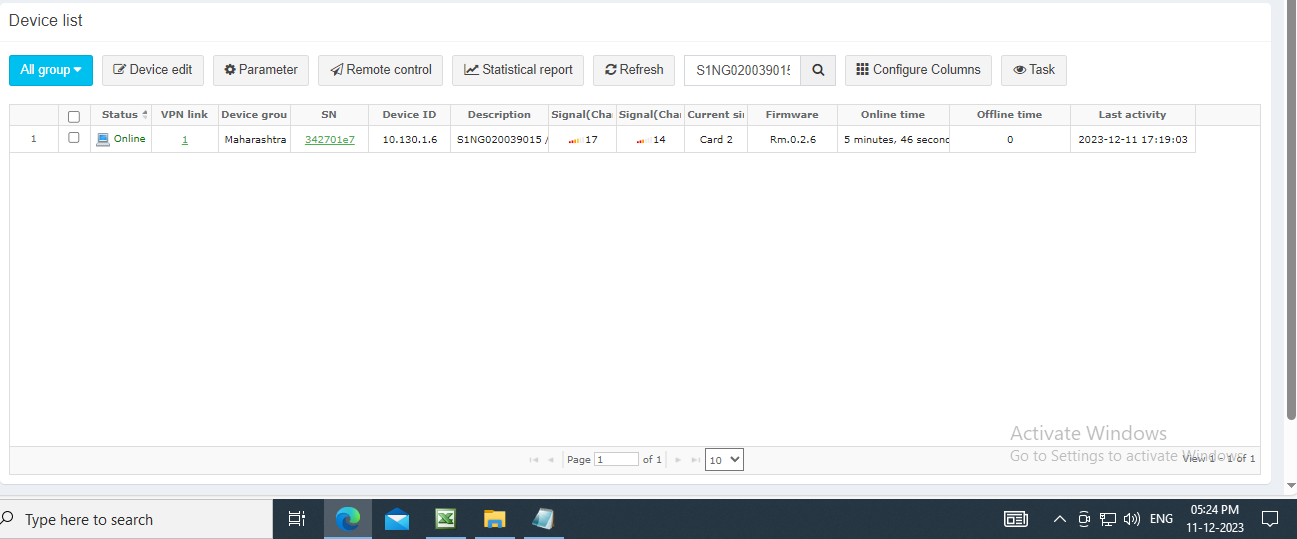 Device list
All group Device edit Parameter Remote control Statistical report Refresh S1NG020039015 Configure Columns Task
Status VPN link Device grou SN Device ID Description Signal(Cha Signal(Cha Current si Firmware Online time Offline time Last activity
1 Online 1 Maharashtra 342701e7 10.130.1.6 S1NG020039015 / 17 14 Card 2 Rm.0.2.6 5 minutes, 46 second 0 2023-12-11 17:19:03
Activate Windows
Go to Settings to activate Windows.
Page 1 of 1 10 View 1 - 1 of 1
Type here to search ENG 05:24 PM
11-12-2023